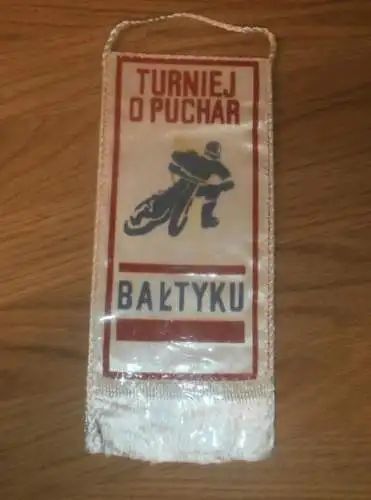 TURNIEJ
O PUCHAR
BAŁTYKU